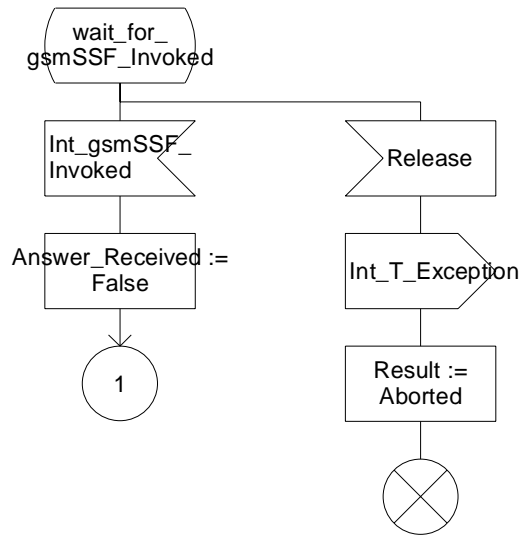 wait_for_
gsmSSF_Invoked
Int_gsmSSF_
Invoked
Release
Answer_Received :=
False
Int_T_Exception
1
Result :=
Aborted